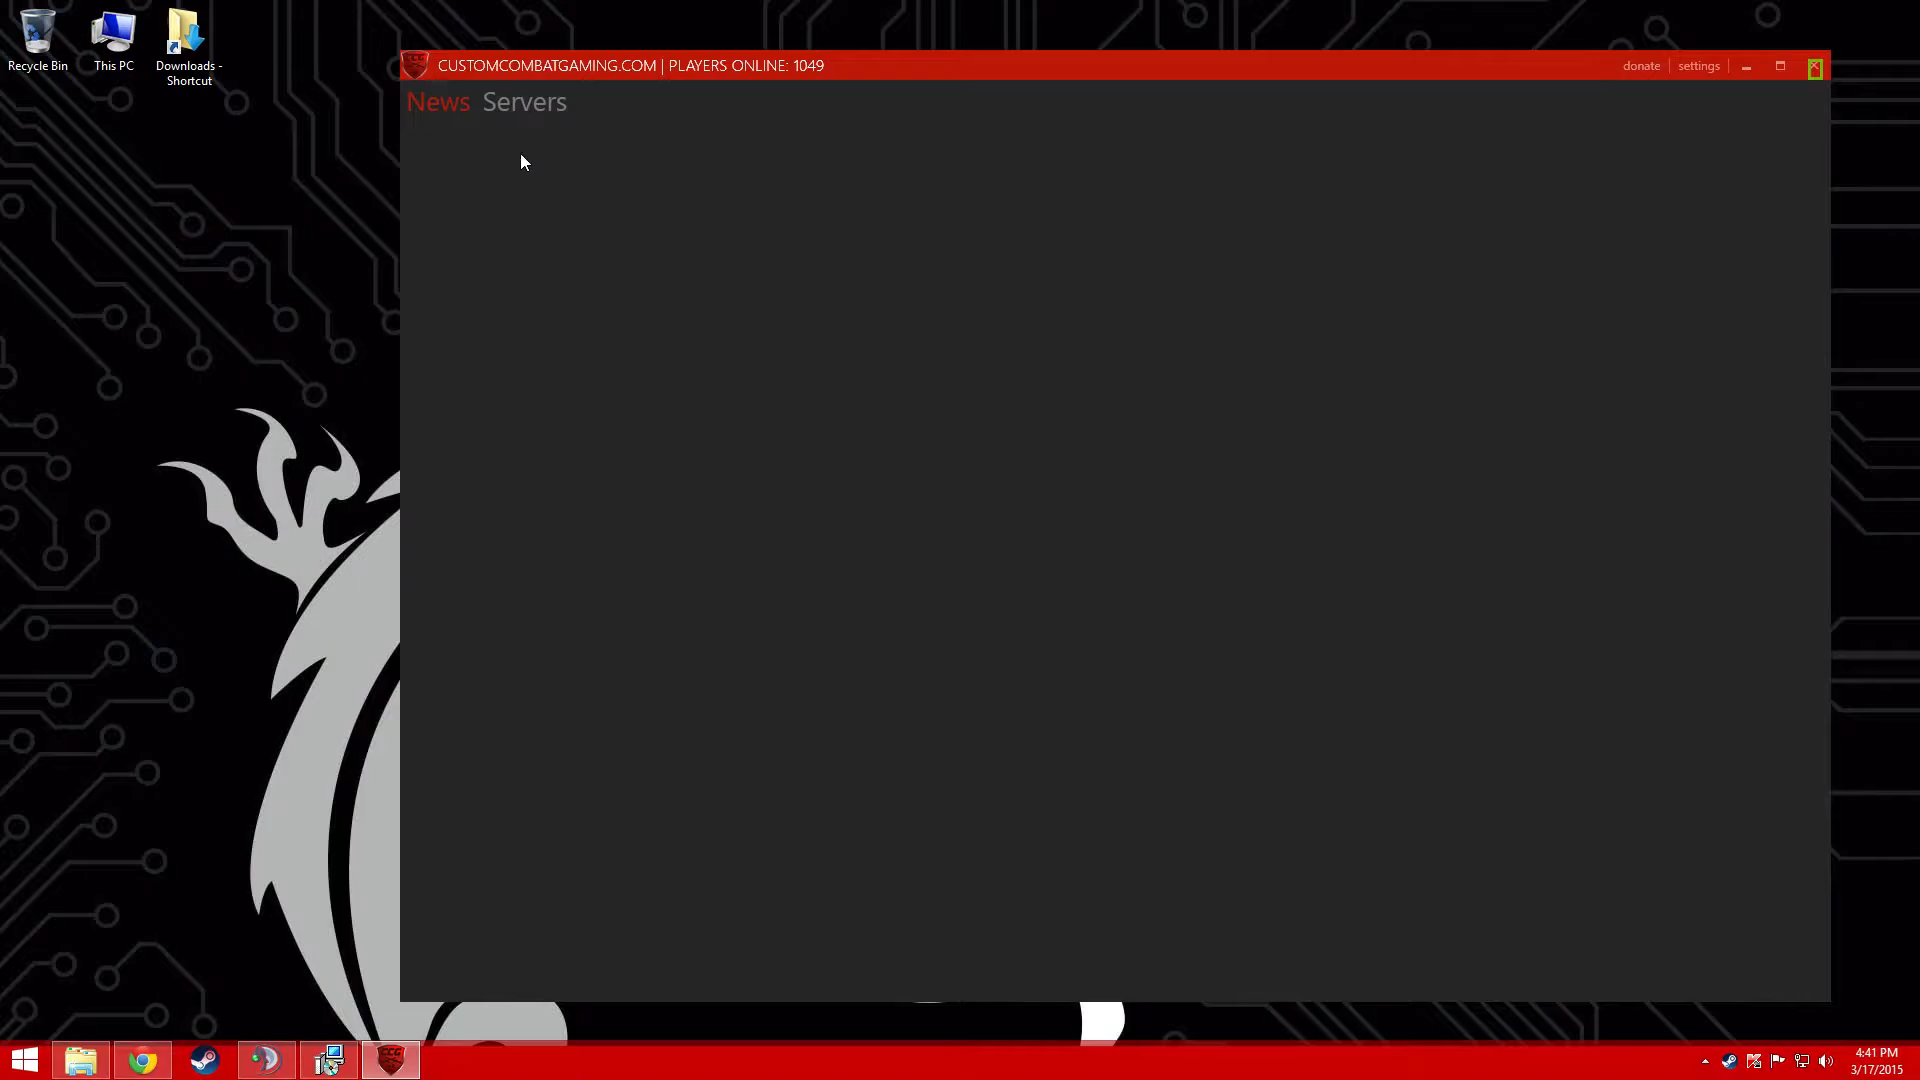 Recycle Bin
This PC
Downloads -
Shortcut
CUSTOMCOMBATGAMING.COM | PLAYERS ONLINE: 1049
donate
settings
News
Servers
CCG
4:41 PM
3/17/2015